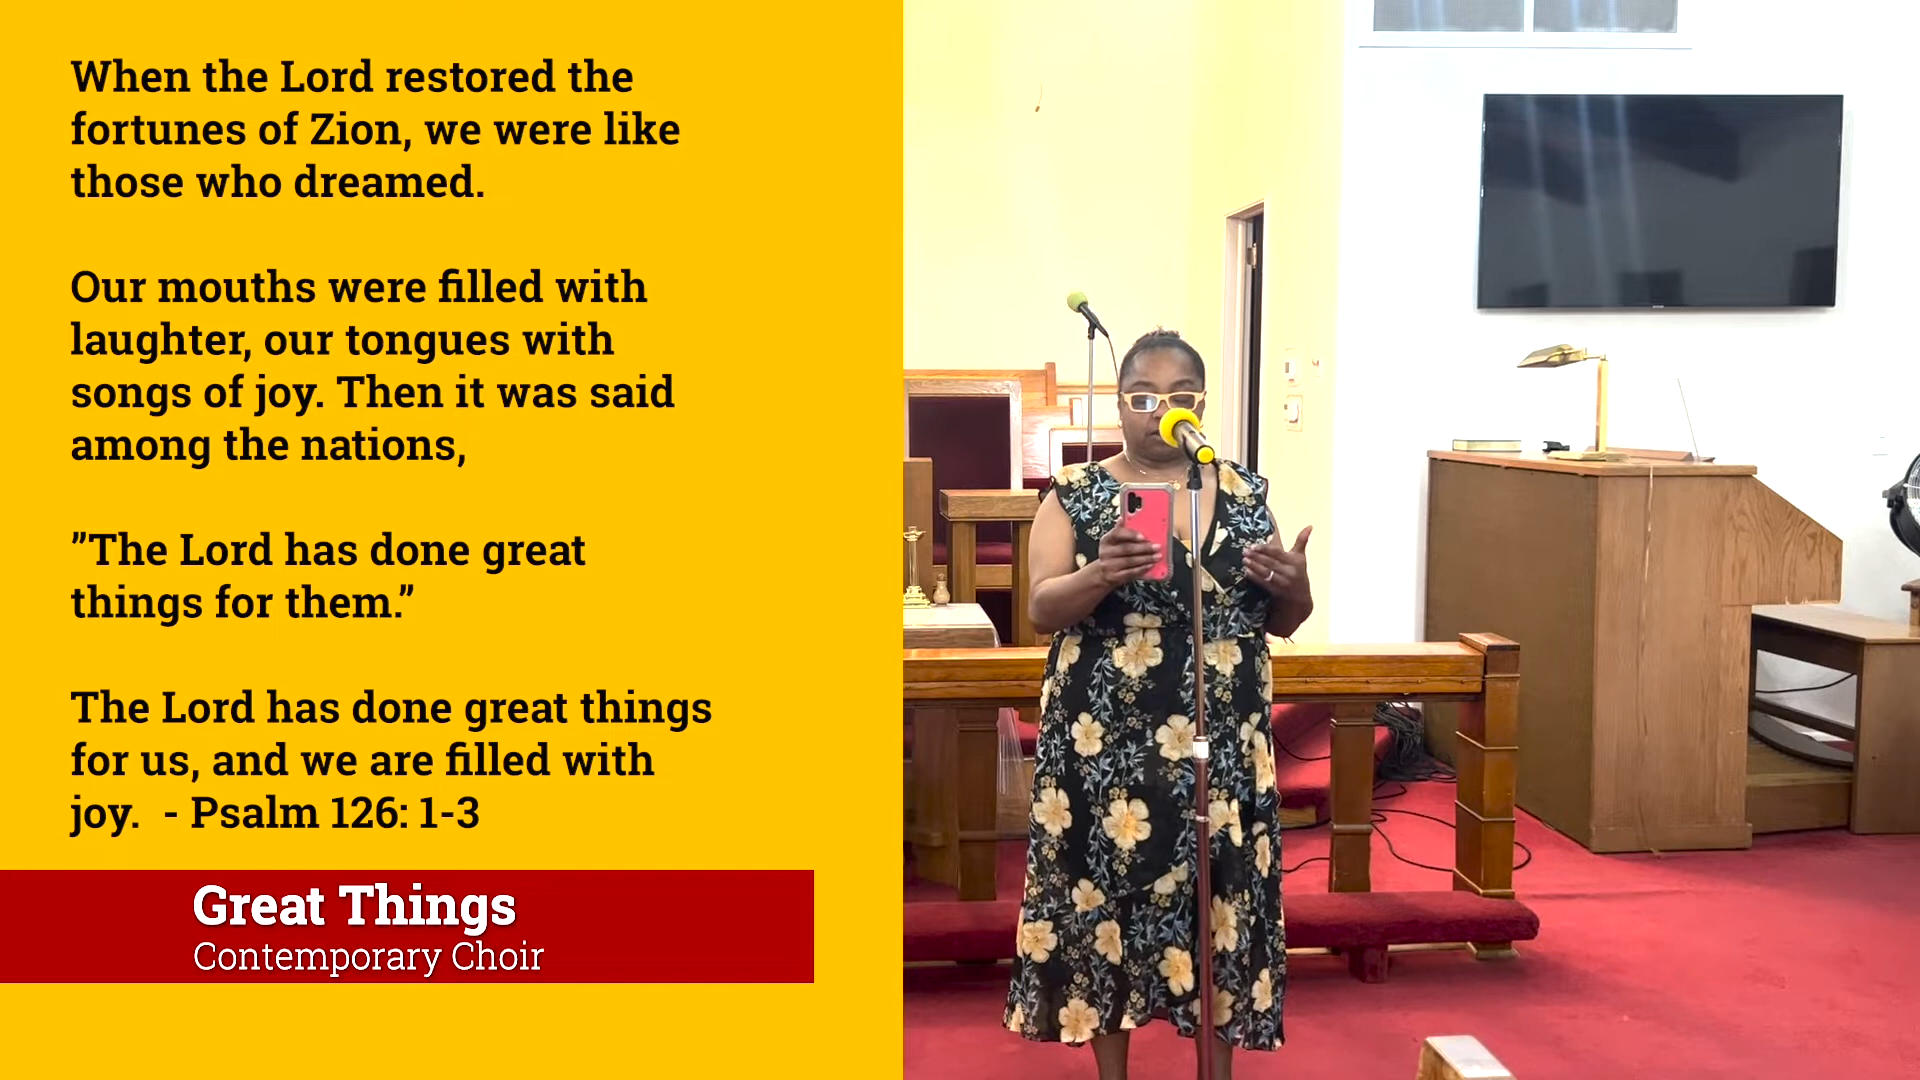 When the Lord restored the
fortunes of Zion, we were like
those who dreamed.
Our mouths were filled with
laughter, our tongues with
songs of joy. Then it was said
among the nations,
”The Lord has done great
things for them.”
The Lord has done great things
for us, and we are filled with
joy.  - Psalm 126: 1-3
Great Things
Contemporary Choir